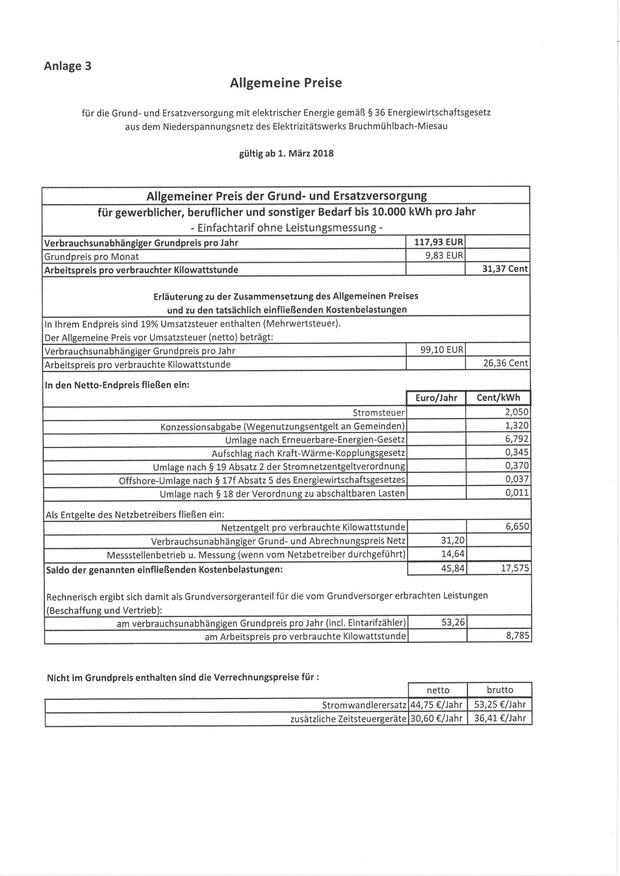 Anlage 3
Allgemeine Preise
für die Grund- und Ersatzversorgung mit elektrischer Energie gemäß § 36 Energiewirtschaftsgesetz
aus dem Niederspannungsnetz des Elektrizitätswerks Bruchmühlbach-Miesau
gültig ab 1. März 2018
Allgemeiner Preis der Grund- und Ersatzversorgung
für gewerblicher, beruflicher und sonstiger Bedarf bis 10.000 kWh pro Jahr
- Einfachtarif ohne Leistungsmessung -
Verbrauchsunabhängiger Grundpreis pro Jahr 117,93 EUR
Grundpreis pro Monat 9,83 EUR
Arbeitspreis pro verbrauchter Kilowattstunde 31,37 Cent
Erläuterung zu der Zusammensetzung des Allgemeinen Preises
und zu den tatsächlich einfließenden Kostenbelastungen
In Ihrem Endpreis sind 19% Umsatzsteuer enthalten (Mehrwertsteuer).
Der Allgemeine Preis vor Umsatzsteuer (netto) beträgt:
Verbrauchsunabhängiger Grundpreis pro Jahr 99,10 EUR
Arbeitspreis pro verbrauchte Kilowattstunde 26,36 Cent
In den Netto-Endpreis fließen ein:
Euro/Jahr Cent/kWh
Stromsteuer 2,050
Konzessionsabgabe (Wegenutzungsentgelt an Gemeinden) 1,320
Umlage nach Erneuerbare-Energien-Gesetz 6,792
Aufschlag nach Kraft-Wärme-Kopplungsgesetz 0,345
Umlage nach § 19 Absatz 2 der Stromnetzentgeltverordnung 0,370
Offshore-Umlage nach § 17f Absatz 5 des Energiewirtschaftsgesetzes 0,037
Umlage nach § 18 der Verordnung zu abschaltbaren Lasten 0,011
Als Entgelte des Netzbetreibers fließen ein:
Netzentgelt pro verbrauchte Kilowattstunde 6,650
Verbrauchsunabhängiger Grund- und Abrechnungspreis Netz 31,20
Messstellenbetrieb u. Messung (wenn vom Netzbetreiber durchgeführt) 14,64
Saldo der genannten einfließenden Kostenbelastungen: 45,84 17,575
Rechnerisch ergibt sich damit als Grundversorgeranteil für die vom Grundversorger erbrachten Leistungen
(Beschaffung und Vertrieb):
am verbrauchsunabhängigen Grundpreis pro Jahr (incl. Eintarifzähler) 53,26
am Arbeitspreis pro verbrauchte Kilowattstunde 8,785
Nicht im Grundpreis enthalten sind die Verrechnungspreise für :
netto brutto
Stromwandlerersatz 44,75 €/Jahr 53,25 €/Jahr
zusätzliche Zeitsteuergeräte 30,60 €/Jahr 36,41 €/Jahr